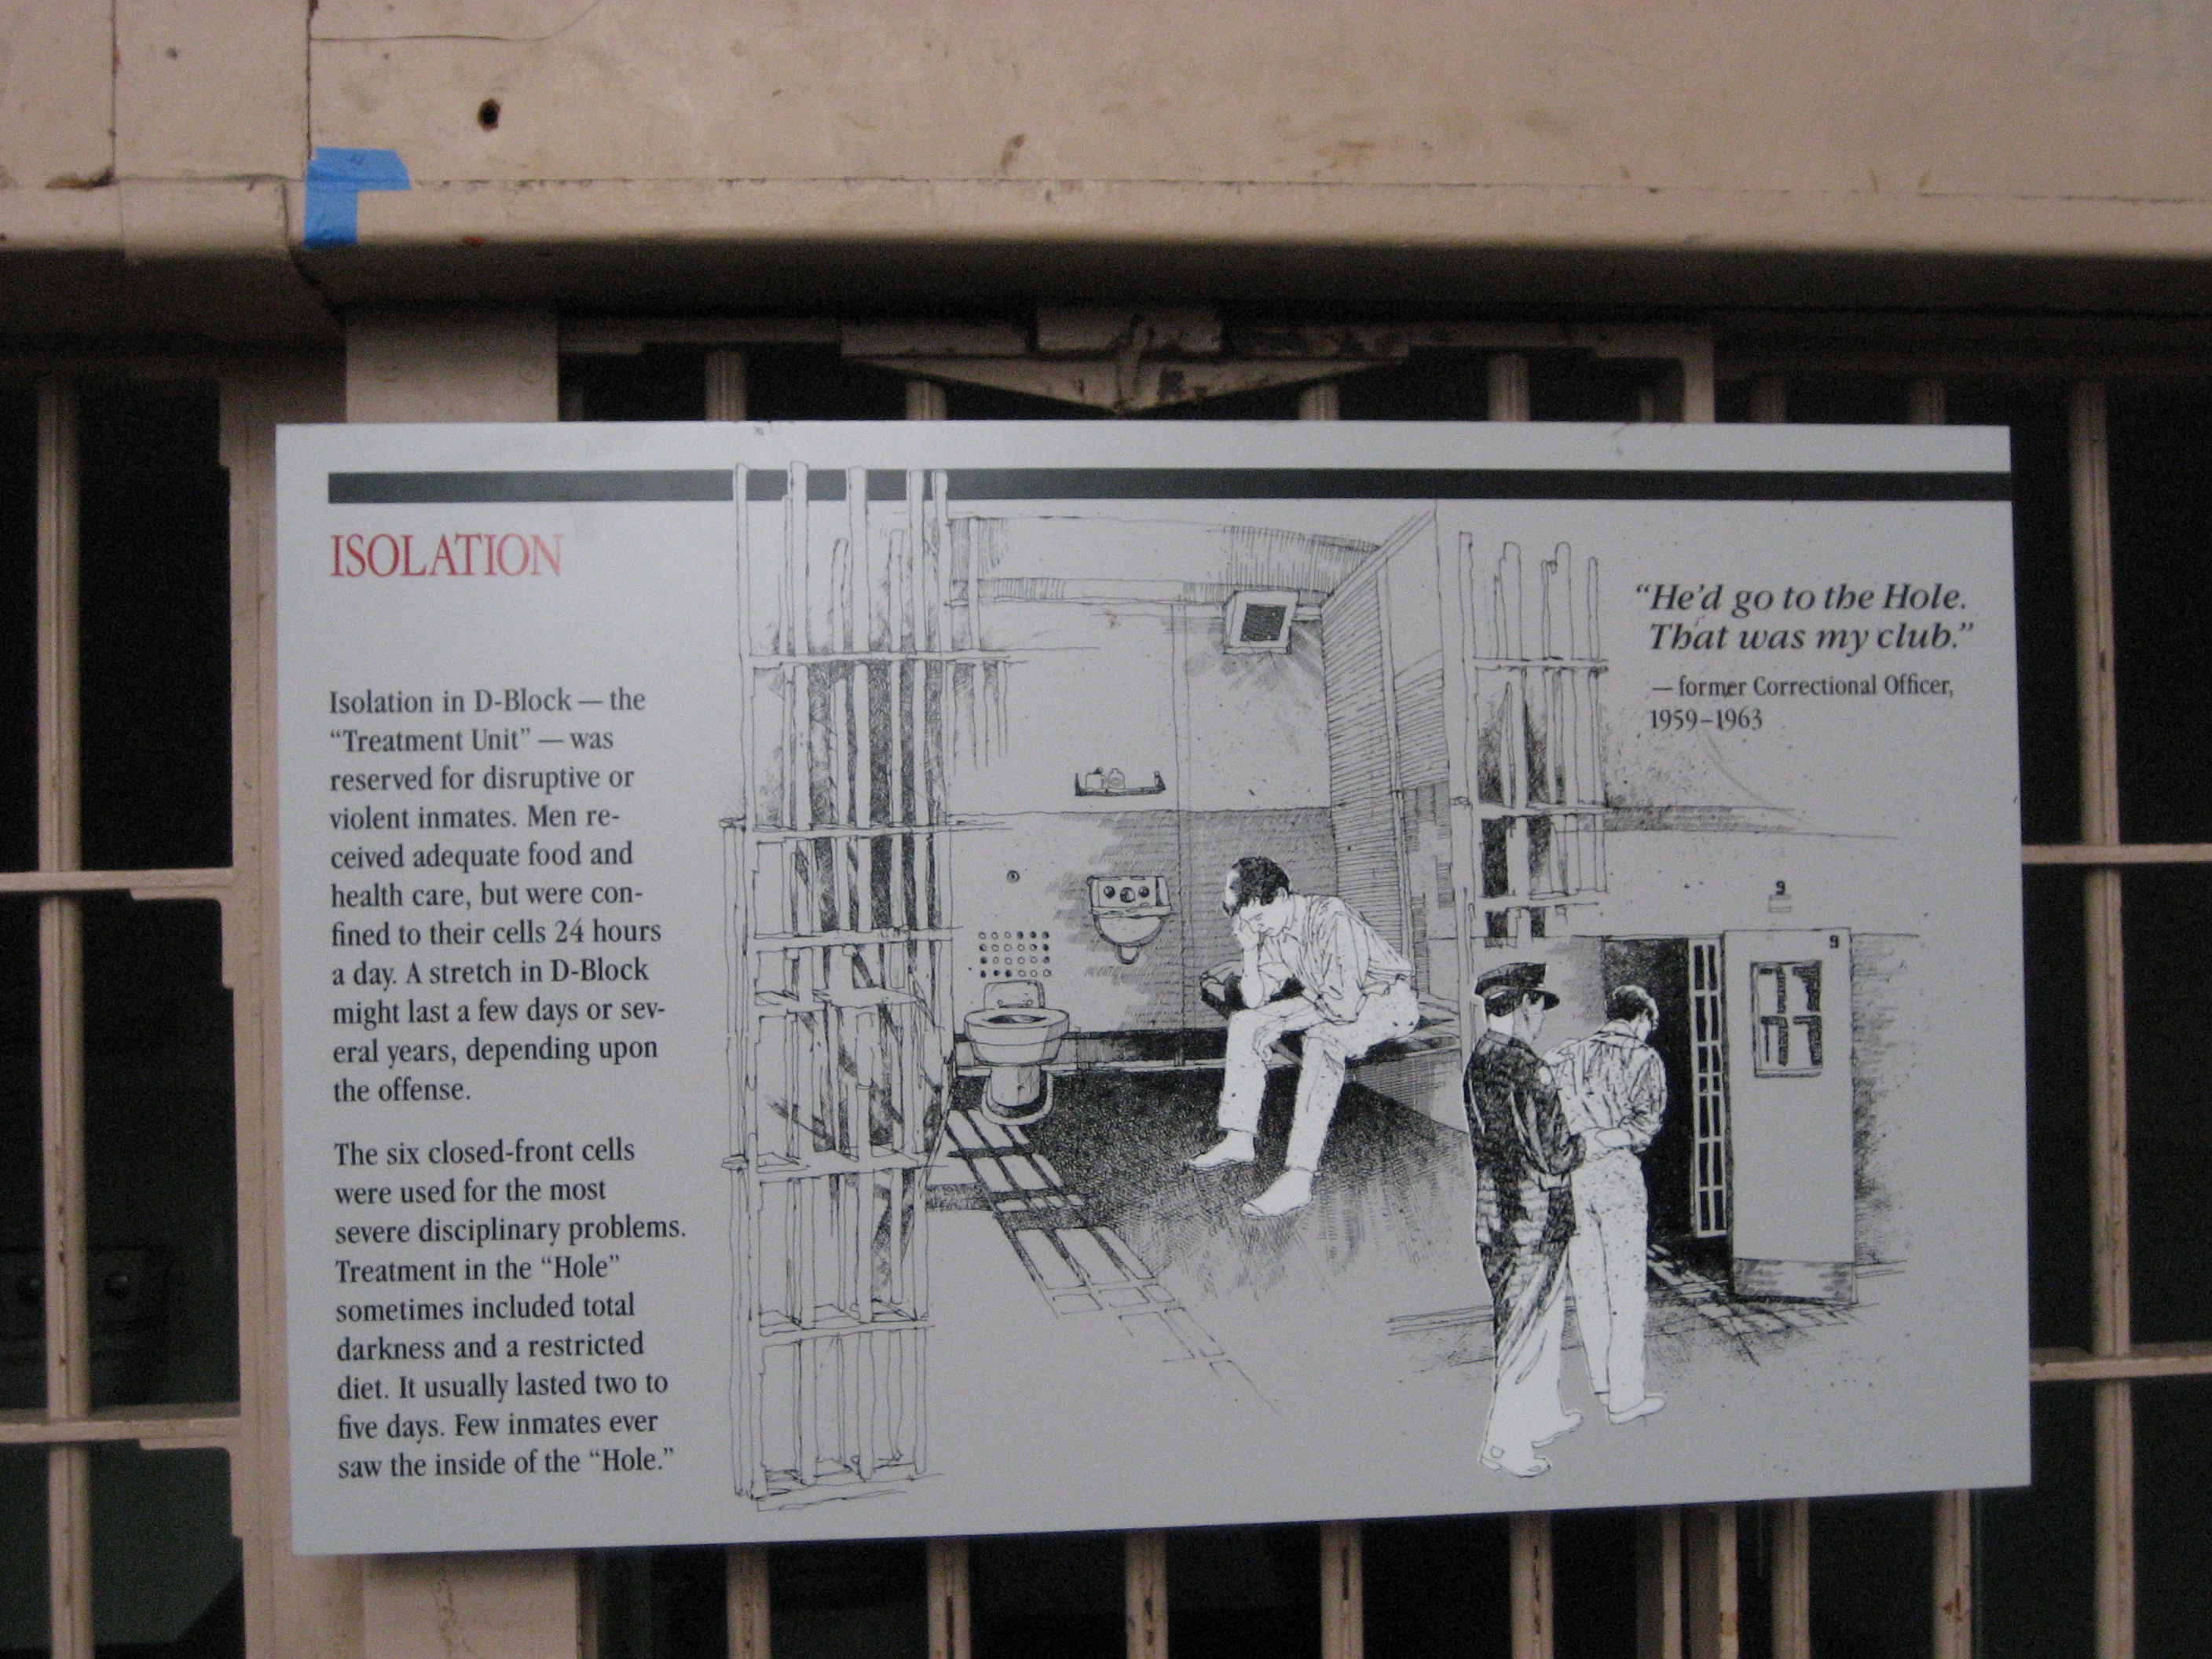 ISOLATION
Isolation in D-Block — the
“Treatment Unit” — was
reserved for disruptive or
violent inmates. Men re-
ceived adequate food and
health care, but were con-
fined to their cells 24 hours
a day. A stretch in D-Block
might last a few days or sev-
eral years, depending upon
the offense.
The six closed-front cells
were used for the most
severe disciplinary problems.
Treatment in the “Hole”
sometimes included total
darkness and a restricted
diet. It usually lasted two to
five days. Few inmates ever
saw the inside of the “Hole.”
“He’d go to the Hole.
That was my club.”
— former Correctional Officer,
1959–1963
9
9